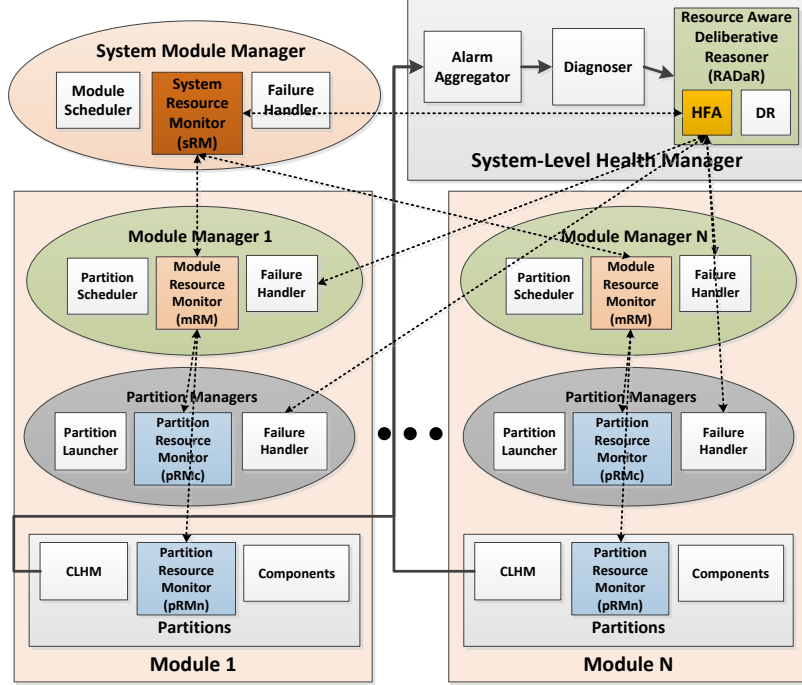 System Module Manager
Module
Scheduler
System
Resource
Monitor
(sRM)
Failure
Handler
Alarm
Aggregator
Diagnoser
Resource Aware
Deliberative
Reasoner
(RADaR)
HFA
DR
System-Level Health Manager
Module Manager 1
Partition
Scheduler
Module
Resource
Monitor
(mRM)
Failure
Handler
Partition Managers
Partition
Launcher
Partition
Resource
Monitor
(pRMc)
Failure
Handler
CLHM
Partition
Resource
Monitor
(pRMn)
Components
Partitions
Module 1
Module Manager N
Partition
Scheduler
Module
Resource
Monitor
(mRM)
Failure
Handler
Partition Managers
Partition
Launcher
Partition
Resource
Monitor
(pRMc)
Failure
Handler
CLHM
Partition
Resource
Monitor
(pRMn)
Components
Partitions
Module N